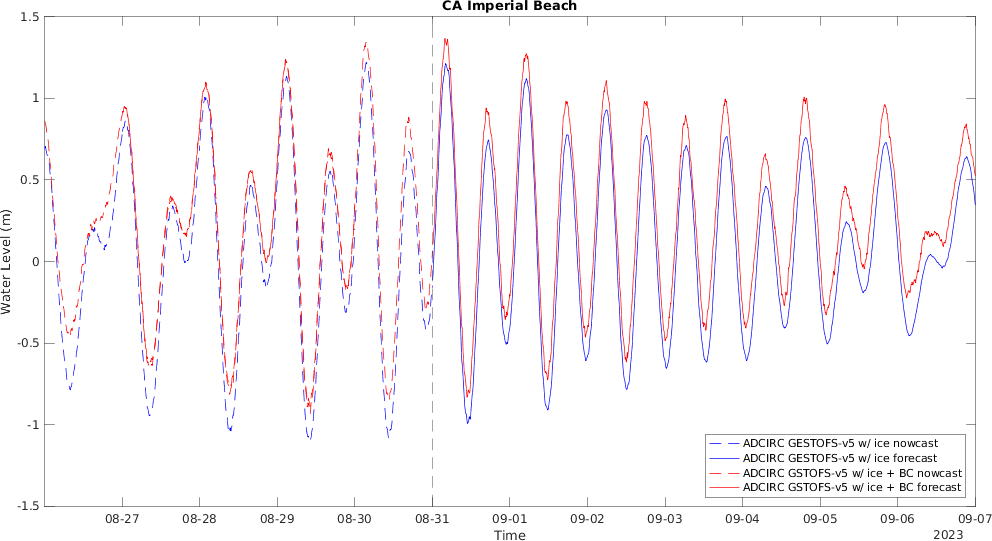 CA Imperial Beach
1.5
1
0.5
0
-0.5
-1
-1.5
Water Level (m)
08-27 08-28 08-29 08-30 08-31 09-01 09-02 09-03 09-04 09-05 09-06 09-07
Time
2023
ADCIRC GESTOFS-v5 w/ ice nowcast
ADCIRC GESTOFS-v5 w/ ice forecast
ADCIRC GSTOFS-v5 w/ ice + BC nowcast
ADCIRC GSTOFS-v5 w/ ice + BC forecast